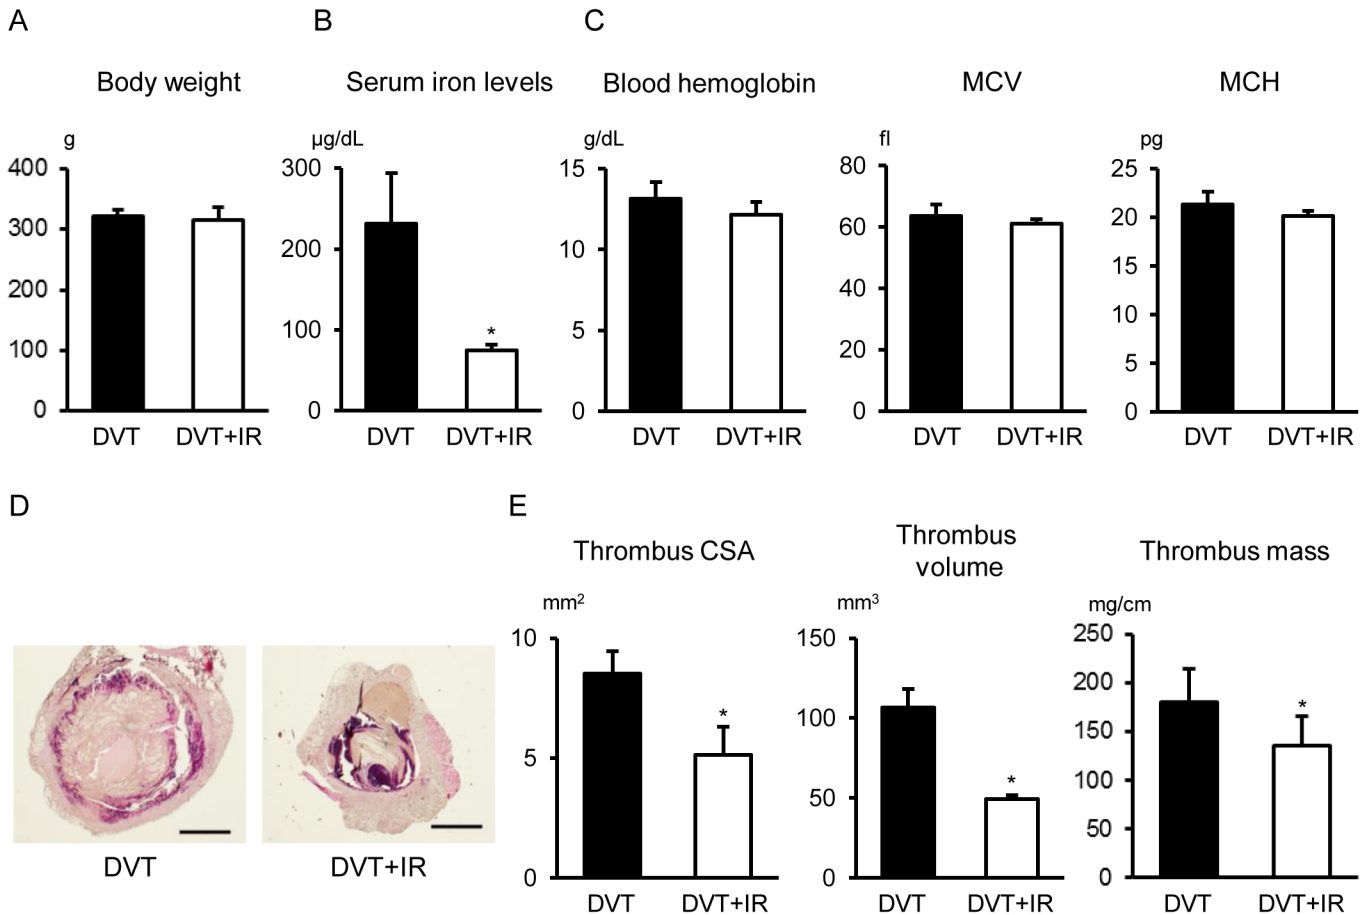 A
B
C
Body weight
Serum iron levels
Blood hemoglobin
MCV
MCH
g
µg/dL
g/dL
fl
pg
400
300
200
100
0
DVT
DVT+IR
300
200
100
0
*
DVT
DVT+IR
15
10
5
0
DVT
DVT+IR
80
60
40
20
0
DVT
DVT+IR
25
20
15
10
5
0
DVT
DVT+IR
D
E
DVT
DVT+IR
Thrombus CSA
mm²
10
5
0
*
DVT
DVT+IR
Thrombus
volume
mm³
150
100
50
0
*
DVT
DVT+IR
Thrombus mass
mg/cm
250
200
150
100
50
0
*
DVT
DVT+IR